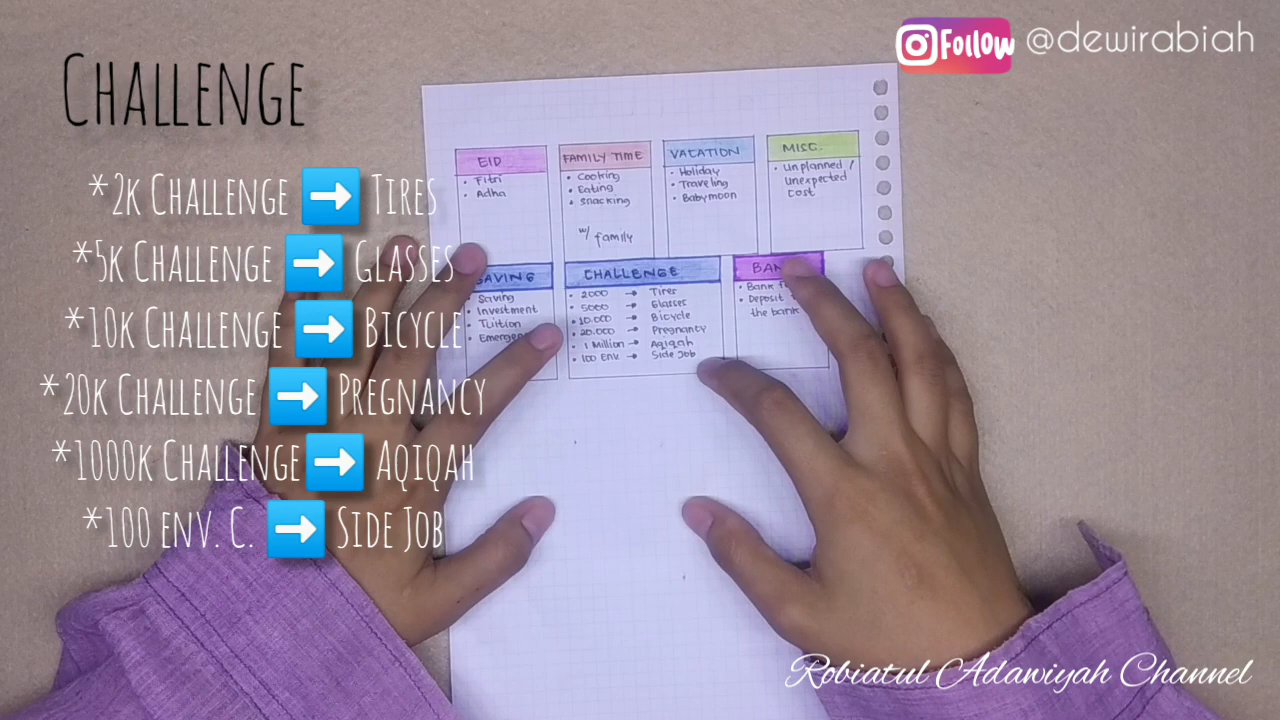 Follow @dewirabiah
Challenge
*2k Challenge ➡ Tires
*5k Challenge ➡ Glasses
*10k Challenge ➡ Bicycle
*20k Challenge ➡ Pregnancy
*1000k Challenge ➡ Aqiqah
*100 env. C. ➡ Side Job
EID
• Fitri
• Adha
FAMILY TIME
• Cooking
• Eating
• Snacking
w/ family
VACATION
• Holiday
• Traveling
• Babymoon
MISC.
• Unplanned /
unexpected
cost
SAVING
• Saving
• Investment
• Tuition
CHALLENGE
• 2000 → Tires
• 5000 → Glasses
• 10.000 → Bicycle
• 20.000 → Pregnancy
• 1 Million → Aqiqah
• 100 Env. → Side Job
• Bank
• Deposit
the bank
Robiatul Adawiyah Channel